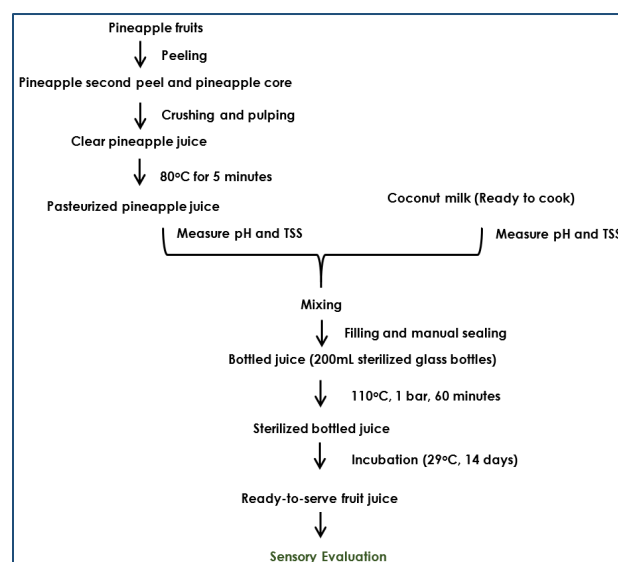 Pineapple fruits
Peeling
Pineapple second peel and pineapple core
Crushing and pulping
Clear pineapple juice
80°C for 5 minutes
Pasteurized pineapple juice
Coconut milk (Ready to cook)
Measure pH and TSS
Measure pH and TSS
Mixing
Filling and manual sealing
Bottled juice (200mL sterilized glass bottles)
110°C, 1 bar, 60 minutes
Sterilized bottled juice
Incubation (29°C, 14 days)
Ready-to-serve fruit juice
Sensory Evaluation